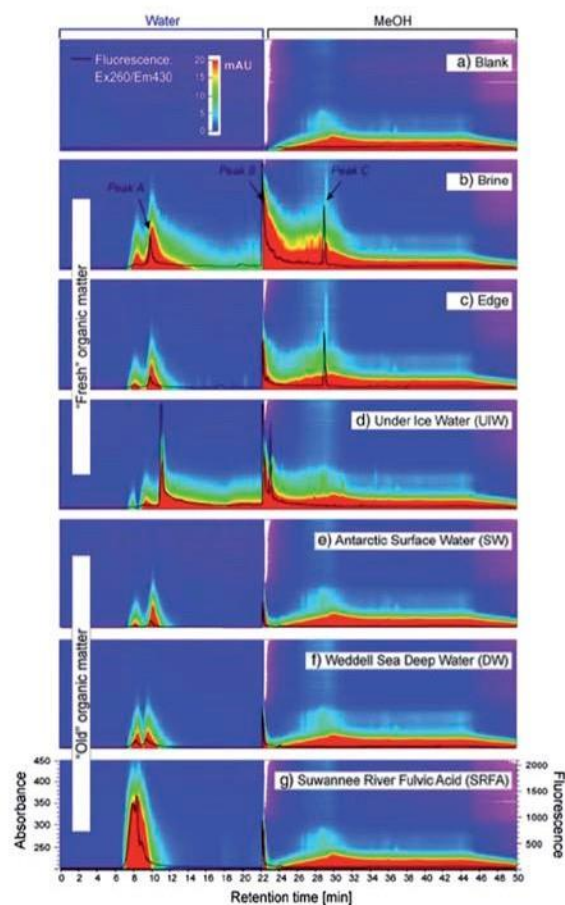 Water
MeOH
Fluorescence:
Ex260/Em430
20
15
10
5
0
mAU
a) Blank
Peak A
Peak B
Peak C
b) Brine
c) Edge
"Fresh" organic matter
d) Under Ice Water (UIW)
e) Antarctic Surface Water (SW)
f) Weddell Sea Deep Water (DW)
"Old" organic matter
g) Suwannee River Fulvic Acid (SRFA)
450
400
350
300
250
Absorbance
2000
1500
1000
500
Fluorescence
0 2 4 6 8 10 12 14 16 18 20 22 24 26 28 30 32 34 36 38 40 42 44 46 48 50
Retention time [min]